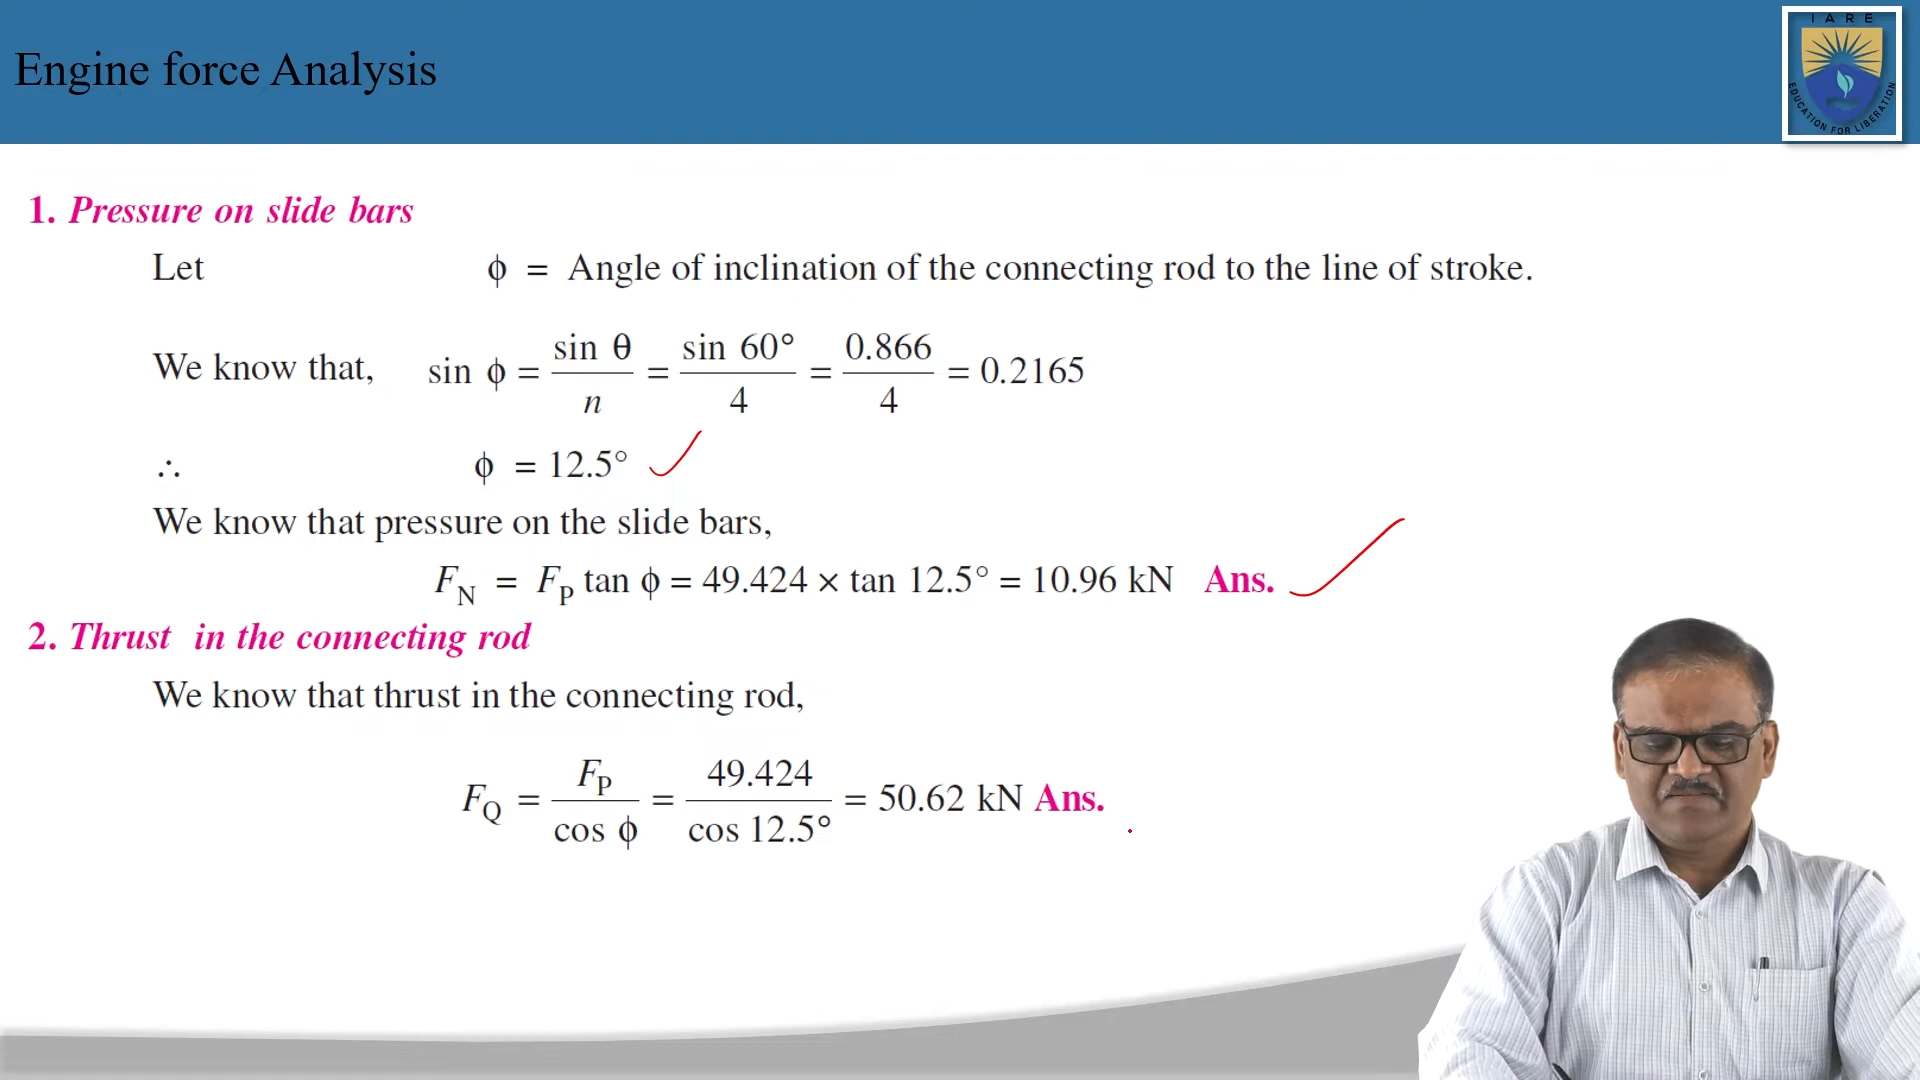 IARE
Engine force Analysis
EDUCATION FOR LIBERATION
1. Pressure on slide bars
Let ϕ = Angle of inclination of the connecting rod to the line of stroke.
We know that, sin ϕ = sin θ / n = sin 60° / 4 = 0.866 / 4 = 0.2165
∴ ϕ = 12.5°
We know that pressure on the slide bars,
F_N = F_P tan ϕ = 49.424 × tan 12.5° = 10.96 kN Ans.
2. Thrust in the connecting rod
We know that thrust in the connecting rod,
F_Q = F_P / cos ϕ = 49.424 / cos 12.5° = 50.62 kN Ans.